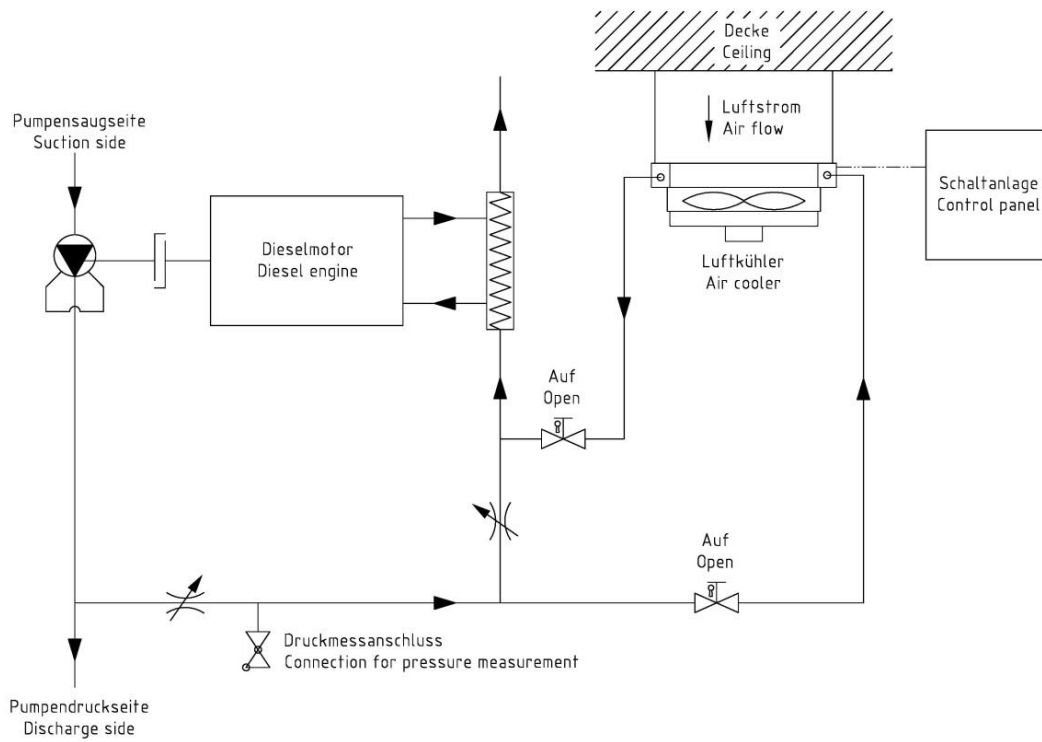 Decke
Ceiling
Luftstrom
Air flow
Pumpensaugseite
Suction side
Schaltanlage
Control panel
Dieselmotor
Diesel engine
Luftkühler
Air cooler
Auf
Open
Auf
Open
Druckmessanschluss
Connection for pressure measurement
Pumpendruckseite
Discharge side